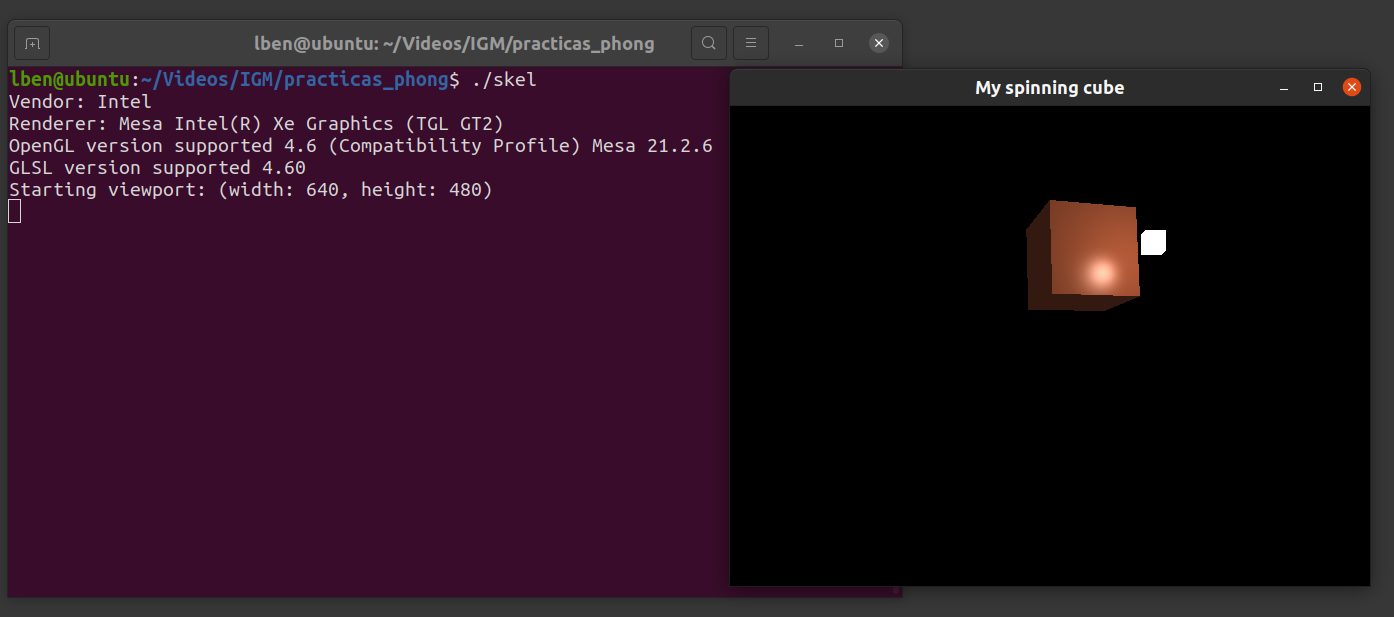 lben@ubuntu: ~/Videos/IGM/practicas_phong
lben@ubuntu:~/Videos/IGM/practicas_phong$ ./skel
Vendor: Intel
Renderer: Mesa Intel(R) Xe Graphics (TGL GT2)
OpenGL version supported 4.6 (Compatibility Profile) Mesa 21.2.6
GLSL version supported 4.60
Starting viewport: (width: 640, height: 480)
My spinning cube